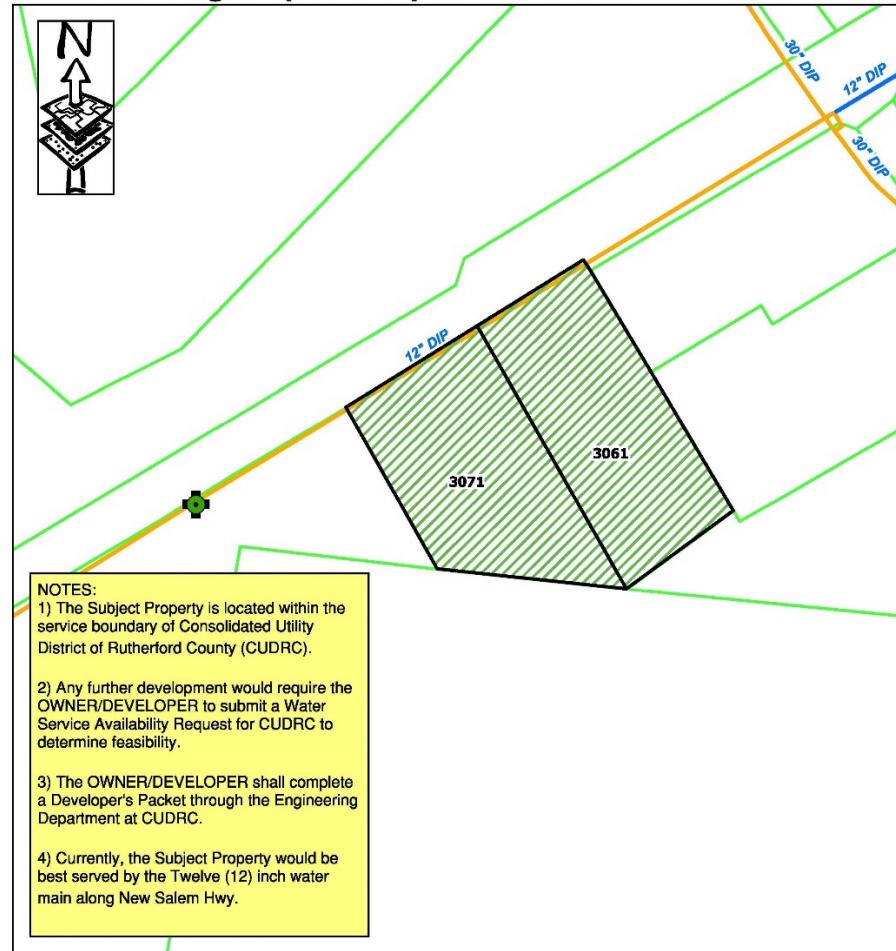 N
30" DIP
12" DIP
30" DIP
12" DIP
3061
3071
NOTES:
1) The Subject Property is located within the
service boundary of Consolidated Utility
District of Rutherford County (CUDRC).
2) Any further development would require the
OWNER/DEVELOPER to submit a Water
Service Availability Request for CUDRC to
determine feasibility.
3) The OWNER/DEVELOPER shall complete
a Developer's Packet through the Engineering
Department at CUDRC.
4) Currently, the Subject Property would be
best served by the Twelve (12) inch water
main along New Salem Hwy.